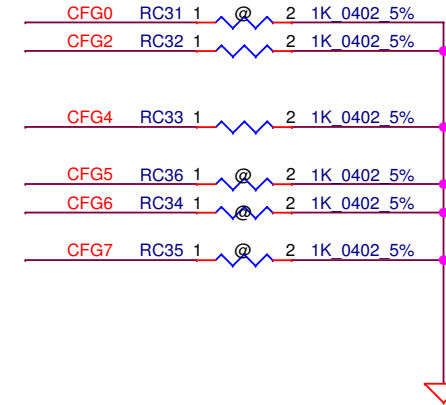 CFG0 RC31 1 @ 2 1K_0402_5%
CFG2 RC32 1 2 1K_0402_5%
CFG4 RC33 1 2 1K_0402_5%
CFG5 RC36 1 @ 2 1K_0402_5%
CFG6 RC34 1 @ 2 1K_0402_5%
CFG7 RC35 1 @ 2 1K_0402_5%